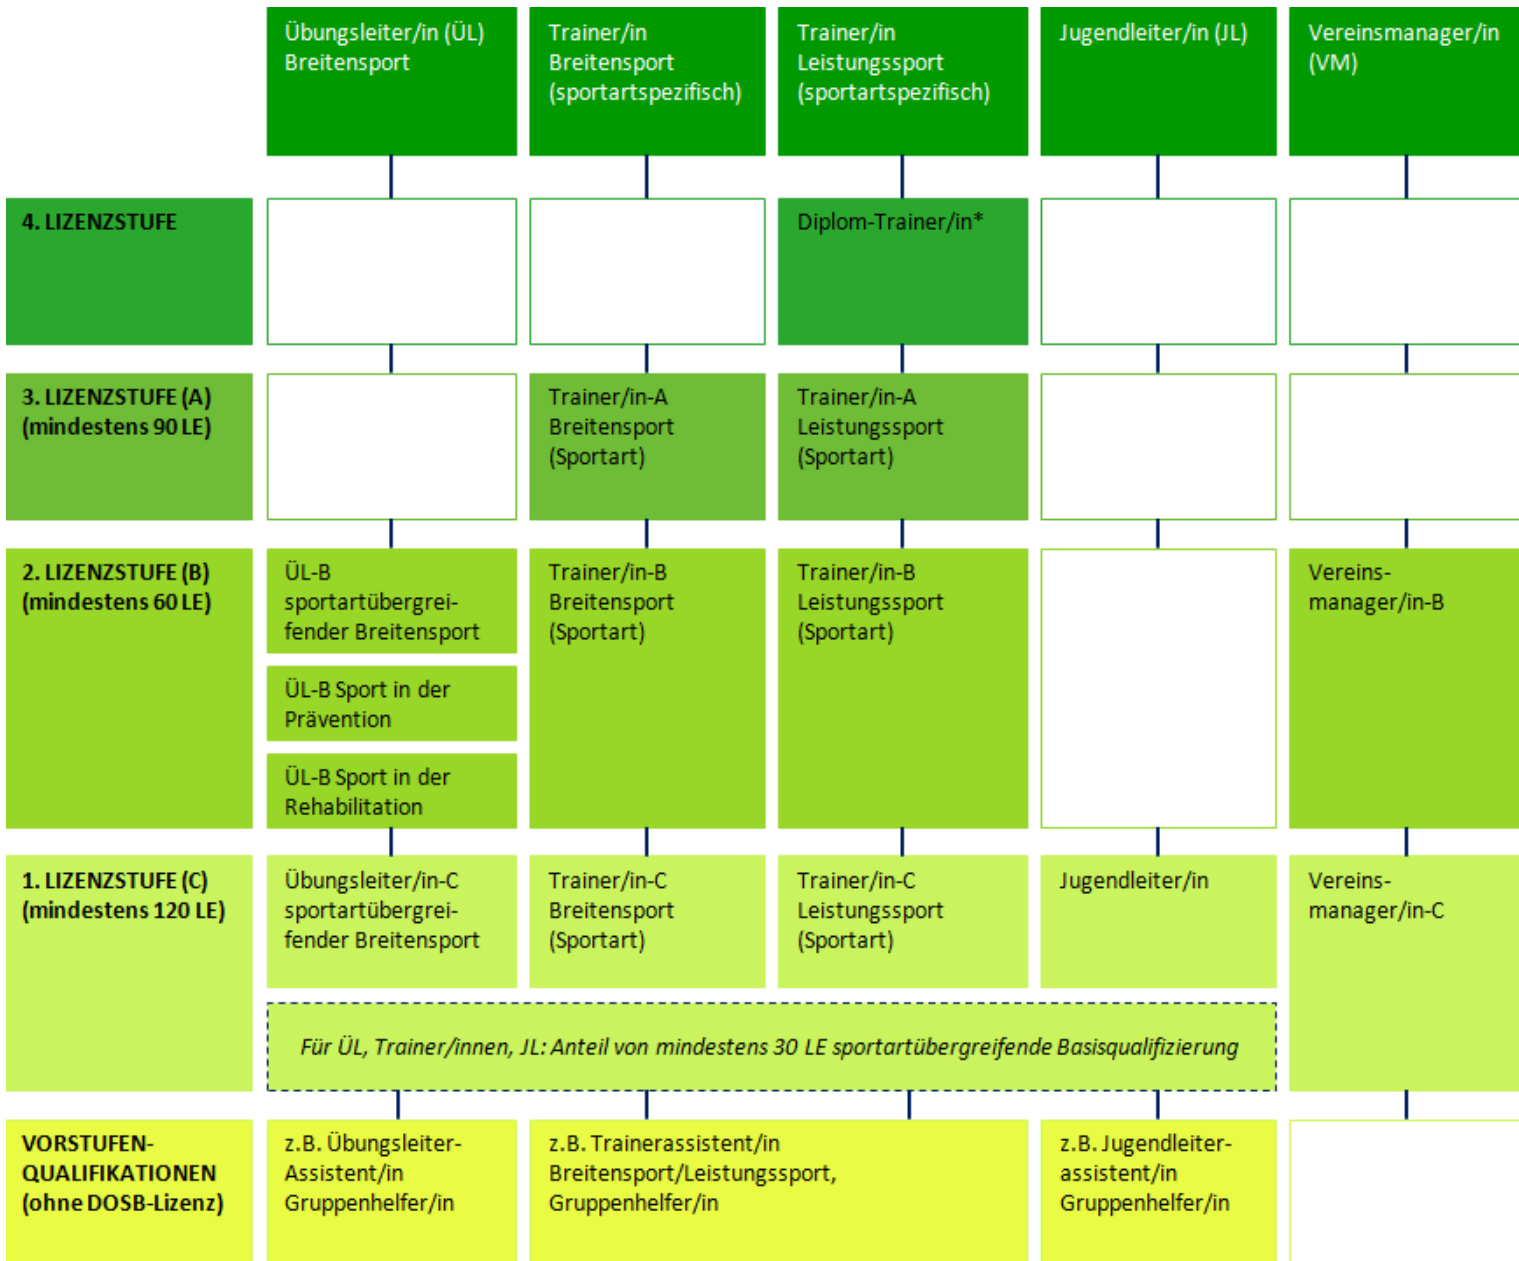 Übungsleiter/in (ÜL)
Breitensport
Trainer/in
Breitensport
(sportartspezifisch)
Trainer/in
Leistungssport
(sportartspezifisch)
Jugendleiter/in (JL)
Vereinsmanager/in
(VM)
4. LIZENZSTUFE
Diplom-Trainer/in*
3. LIZENZSTUFE (A)
(mindestens 90 LE)
Trainer/in-A
Breitensport
(Sportart)
Trainer/in-A
Leistungssport
(Sportart)
2. LIZENZSTUFE (B)
(mindestens 60 LE)
ÜL-B
sportartübergrei-
fender Breitensport
ÜL-B Sport in der
Prävention
ÜL-B Sport in der
Rehabilitation
Trainer/in-B
Breitensport
(Sportart)
Trainer/in-B
Leistungssport
(Sportart)
Vereins-
manager/in-B
1. LIZENZSTUFE (C)
(mindestens 120 LE)
Übungsleiter/in-C
sportartübergrei-
fender Breitensport
Trainer/in-C
Breitensport
(Sportart)
Trainer/in-C
Leistungssport
(Sportart)
Jugendleiter/in
Vereins-
manager/in-C
Für ÜL, Trainer/innen, JL: Anteil von mindestens 30 LE sportartübergreifende Basisqualifizierung
VORSTUFEN-
QUALIFIKATIONEN
(ohne DOSB-Lizenz)
z.B. Übungsleiter-
Assistent/in
Gruppenhelfer/in
z.B. Trainerassistent/in
Breitensport/Leistungssport,
Gruppenhelfer/in
z.B. Jugendleiter-
assistent/in
Gruppenhelfer/in